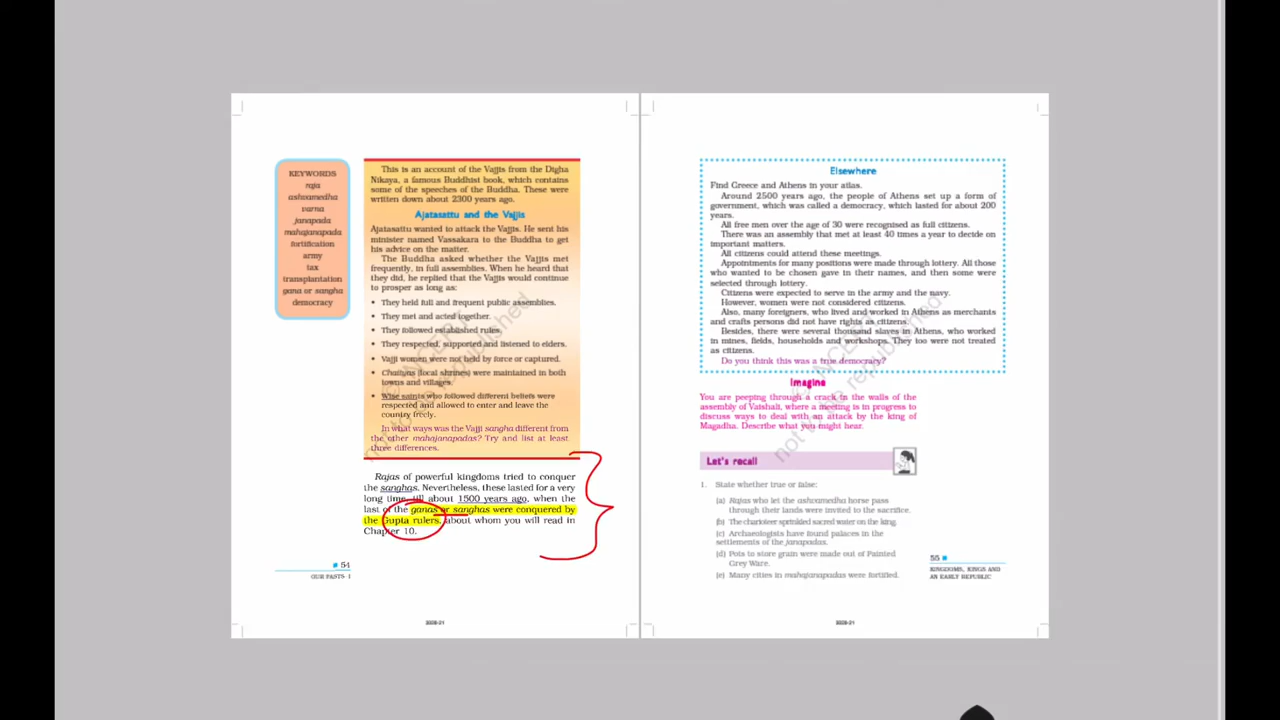 KEYWORDS
raja
ashvamedha
varna
janapada
mahajanapada
fortification
army
tax
transplantation
gana or sangha
democracy
This is an account of the Vajjis from the Digha
Nikaya, a famous Buddhist book, which contains
some of the speeches of the Buddha. These were
written down about 2300 years ago.
Ajatasattu and the Vajjis
Ajatasattu wanted to attack the Vajjis. He sent his
minister named Vassakara to the Buddha to get
his advice on the matter.
The Buddha asked whether the Vajjis met
frequently, in full assemblies. When he heard that
they did, he replied that the Vajjis would continue
to prosper as long as:
• They held full and frequent public assemblies.
• They met and acted together.
• They followed established rules.
• They respected, supported and listened to elders.
• Vajji women were not held by force or captured.
• Chaityas (local shrines) were maintained in both
towns and villages.
• Wise saints who followed different beliefs were
respected and allowed to enter and leave the
country freely.
In what ways was the Vajji sangha different from
the other mahajanapadas? Try and list at least
three differences.
Rajas of powerful kingdoms tried to conquer
the sanghas. Nevertheless, these lasted for a very
long time, till about 1500 years ago, when the
last of the ganas or sanghas were conquered by
the Gupta rulers, about whom you will read in
Chapter 10.
54
OUR PASTS-I
2020-21
Elsewhere
Find Greece and Athens in your atlas.
Around 2500 years ago, the people of Athens set up a form of
government, which was called a democracy, which lasted for about 200
years.
All free men over the age of 30 were recognised as full citizens.
There was an assembly that met at least 40 times a year to decide on
important matters.
All citizens could attend these meetings.
Appointments for many positions were made through lottery. All those
who wanted to be chosen gave in their names, and then some were
selected through lottery.
Citizens were expected to serve in the army and the navy.
However, women were not considered citizens.
Also, many foreigners, who lived and worked in Athens as merchants
and crafts persons did not have rights as citizens.
Besides, there were several thousand slaves in Athens, who worked
in mines, fields, households and workshops. They too were not treated
as citizens.
Do you think this was a true democracy?
Imagine
You are peeping through a crack in the walls of the
assembly of Vaishali, where a meeting is in progress to
discuss ways to deal with an attack by the king of
Magadha. Describe what you might hear.
Let's recall
1. State whether true or false:
(a) Rajas who let the ashvamedha horse pass
through their lands were invited to the sacrifice.
(b) The charioteer sprinkled sacred water on the king.
(c) Archaeologists have found palaces in the
settlements of the janapadas.
(d) Pots to store grain were made out of Painted
Grey Ware.
(e) Many cities in mahajanapadas were fortified.
55
KINGDOMS, KINGS AND
AN EARLY REPUBLIC
2020-21